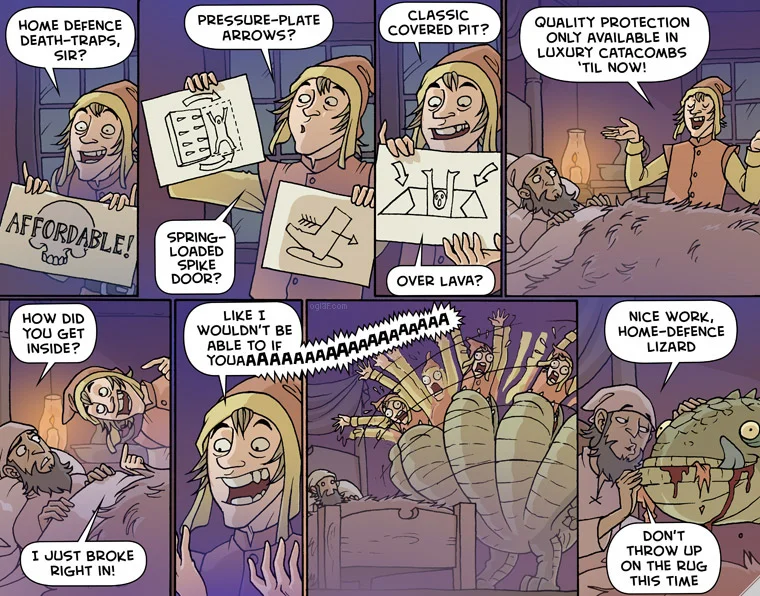 HOME DEFENCE
DEATH-TRAPS,
SIR?
AFFORDABLE!
PRESSURE-PLATE
ARROWS?
SPRING-
LOADED
SPIKE
DOOR?
CLASSIC
COVERED PIT?
OVER LAVA?
QUALITY PROTECTION
ONLY AVAILABLE IN
LUXURY CATACOMBS
'TIL NOW!
HOW DID
YOU GET
INSIDE?
I JUST BROKE
RIGHT IN!
LIKE I
WOULDN'T BE
ABLE TO IF
YOUAAAAAAAAAAAAAAAAAAAA
oglaf.com
NICE WORK,
HOME-DEFENCE
LIZARD
DON'T
THROW UP
ON THE RUG
THIS TIME